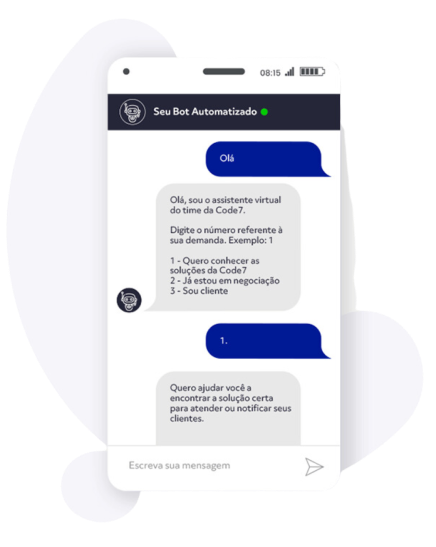 08:15
Seu Bot Automatizado
Olá
Olá, sou o assistente virtual
do time da Code7.
Digite o número referente à
sua demanda. Exemplo: 1
1 - Quero conhecer as
soluções da Code7
2 - Já estou em negociação
3 - Sou cliente
1.
Quero ajudar você a
encontrar a solução certa
para atender ou notificar seus
clientes.
Escreva sua mensagem